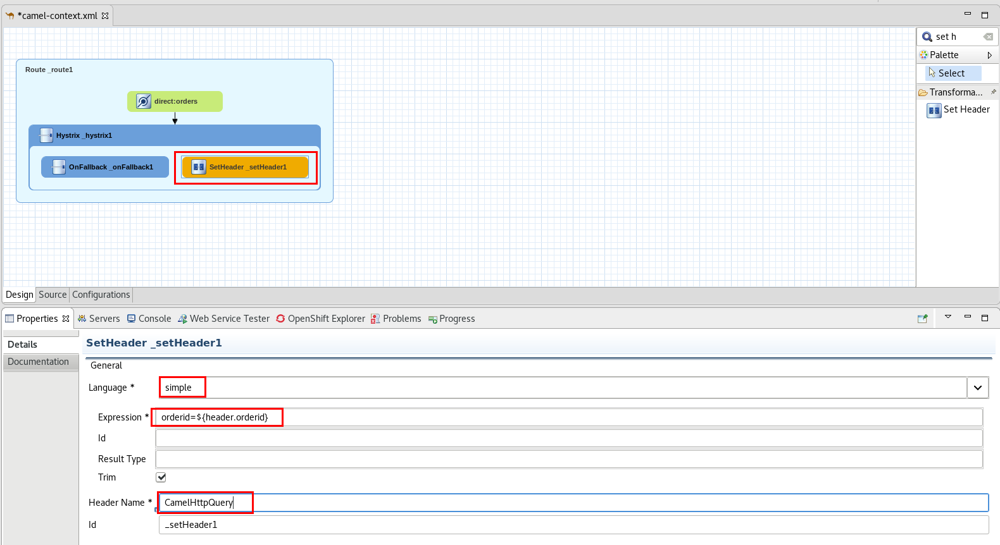 *camel-context.xml
set h
Palette
Select
Transforma...
Set Header
Route _route1
direct:orders
Hystrix _hystrix1
OnFallback _onFallback1
SetHeader _setHeader1
Design Source Configurations
Properties Servers Console Web Service Tester OpenShift Explorer Problems Progress
Details
Documentation
SetHeader _setHeader1
General
Language * simple
Expression * orderid=${header.orderid}
Id
Result Type
Trim
Header Name * CamelHttpQuery
Id _setHeader1